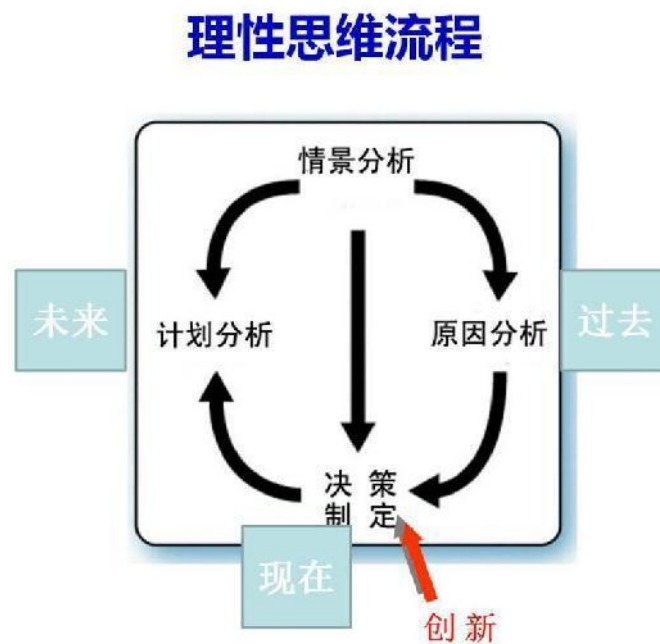 理性思维流程
情景分析
未来
计划分析
原因分析
过去
决 策
制 定
现在
创 新